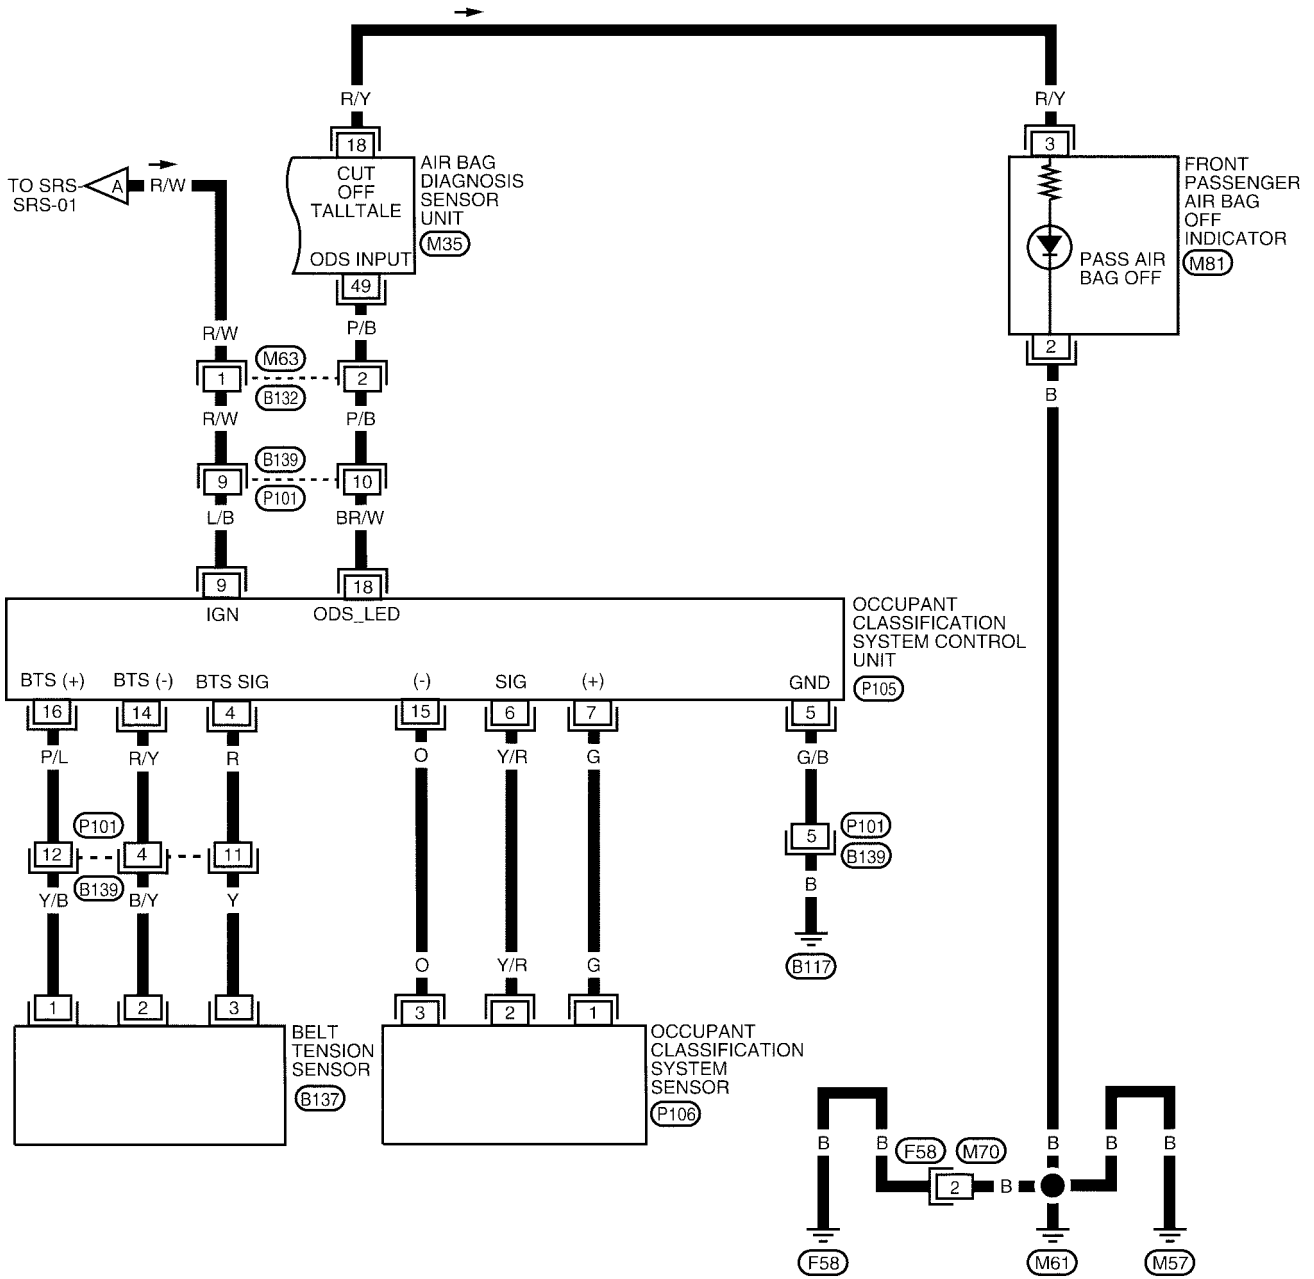 R/Y
R/Y
18
3
CUT
OFF
TALLTALE
ODS INPUT
AIR BAG
DIAGNOSIS
SENSOR
UNIT
M35
49
TO SRS-
SRS-01
A
R/W
FRONT
PASSENGER
AIR BAG
OFF
INDICATOR
M81
PASS AIR
BAG OFF
2
B
R/W
P/B
1
M63
B132
2
R/W
P/B
9
B139
P101
10
L/B
BR/W
9
18
IGN
ODS_LED
OCCUPANT
CLASSIFICATION
SYSTEM CONTROL
UNIT
P105
BTS (+)
BTS (-)
BTS SIG
(-)
SIG
(+)
GND
16
14
4
15
6
7
5
P/L
R/Y
R
O
Y/R
G
G/B
P101
12
4
11
B139
5
P101
B139
Y/B
B/Y
Y
B
B117
O
Y/R
G
1
2
3
3
2
1
BELT
TENSION
SENSOR
B137
OCCUPANT
CLASSIFICATION
SYSTEM
SENSOR
P106
B
B
F58
M70
B
B
B
2
B
F58
M61
M57